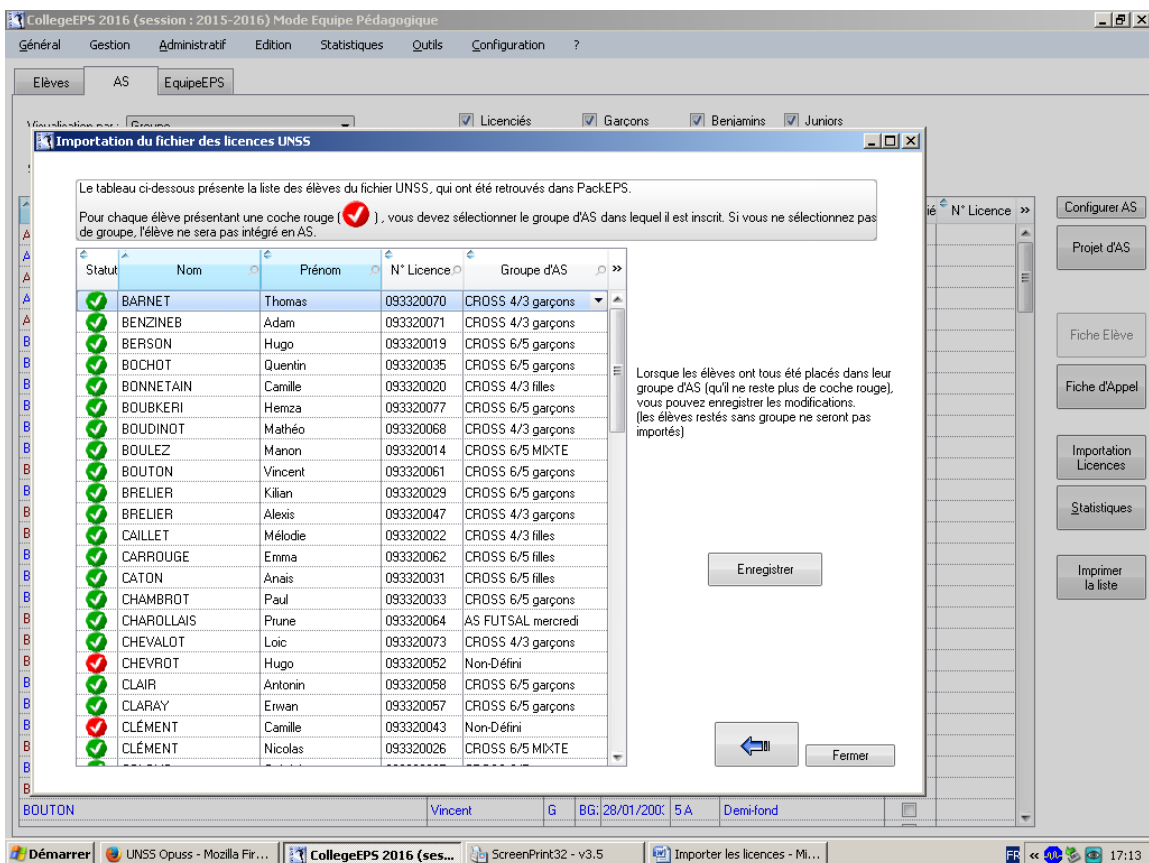 CollegeEPS 2016 (session : 2015-2016) Mode Equipe Pédagogique
Général Gestion Administratif Edition Statistiques Outils Configuration ?
Elèves AS EquipeEPS
Licenciés Garçons Benjamins Juniors
Importation du fichier des licences UNSS
Le tableau ci-dessous présente la liste des élèves du fichier UNSS, qui ont été retrouvés dans PackEPS.
Pour chaque élève présentant une coche rouge ( ) , vous devez sélectionner le groupe d'AS dans lequel il est inscrit. Si vous ne sélectionnez pas
de groupe, l'élève ne sera pas intégré en AS.
Statut Nom Prénom N° Licence Groupe d'AS »
BARNET Thomas 093320070 CROSS 4/3 garçons
BENZINEB Adam 093320071 CROSS 4/3 garçons
BERSON Hugo 093320019 CROSS 6/5 garçons
BOCHOT Quentin 093320035 CROSS 6/5 garçons
BONNETAIN Camille 093320020 CROSS 4/3 filles
BOUBKERI Hemza 093320077 CROSS 6/5 garçons
BOUDINOT Mathéo 093320068 CROSS 4/3 garçons
BOULEZ Manon 093320014 CROSS 6/5 MIXTE
BOUTON Vincent 093320061 CROSS 6/5 garçons
BRELIER Kilian 093320029 CROSS 6/5 garçons
BRELIER Alexis 093320047 CROSS 4/3 garçons
CAILLET Mélodie 093320022 CROSS 4/3 filles
CARROUGE Emma 093320062 CROSS 6/5 filles
CATON Anais 093320031 CROSS 6/5 filles
CHAMBROT Paul 093320033 CROSS 6/5 garçons
CHAROLLAIS Prune 093320064 AS FUTSAL mercredi
CHEVALOT Loic 093320073 CROSS 4/3 garçons
CHEVROT Hugo 093320052 Non-Défini
CLAIR Antonin 093320058 CROSS 6/5 garçons
CLARAY Erwan 093320057 CROSS 6/5 garçons
CLÉMENT Camille 093320043 Non-Défini
CLÉMENT Nicolas 093320026 CROSS 6/5 MIXTE
Lorsque les élèves ont tous été placés dans leur
groupe d'AS (qu'il ne reste plus de coche rouge),
vous pouvez enregistrer les modifications.
(les élèves restés sans groupe ne seront pas
importés)
Enregistrer
Fermer
N° Licence »
Configurer AS
Projet d'AS
Fiche Elève
Fiche d'Appel
Importation
Licences
Statistiques
Imprimer
la liste
BOUTON Vincent G 5 A Demi-fond
Démarrer UNSS Opuss - Mozilla Fir... CollegeEPS 2016 (ses... ScreenPrint32 - v3.5 Importer les licences - Mi... FR « 17:13